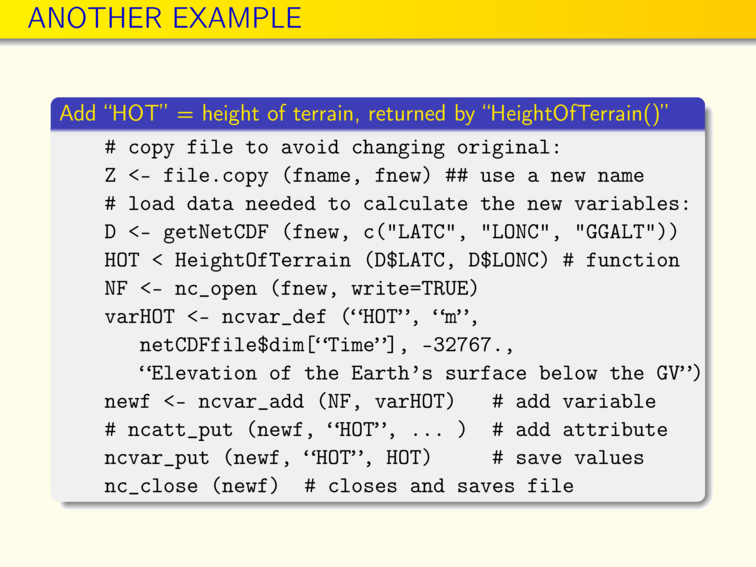 ANOTHER EXAMPLE
Add “HOT” = height of terrain, returned by “HeightOfTerrain()”
# copy file to avoid changing original:
Z <- file.copy (fname, fnew) ## use a new name
# load data needed to calculate the new variables:
D <- getNetCDF (fnew, c("LATC", "LONC", "GGALT"))
HOT < HeightOfTerrain (D$LATC, D$LONC) # function
NF <- nc_open (fnew, write=TRUE)
varHOT <- ncvar_def (“HOT”, “m”,
netCDFfile$dim[“Time”], -32767.,
“Elevation of the Earth’s surface below the GV”)
newf <- ncvar_add (NF, varHOT) # add variable
# ncatt_put (newf, “HOT”, ... ) # add attribute
ncvar_put (newf, “HOT”, HOT) # save values
nc_close (newf) # closes and saves file